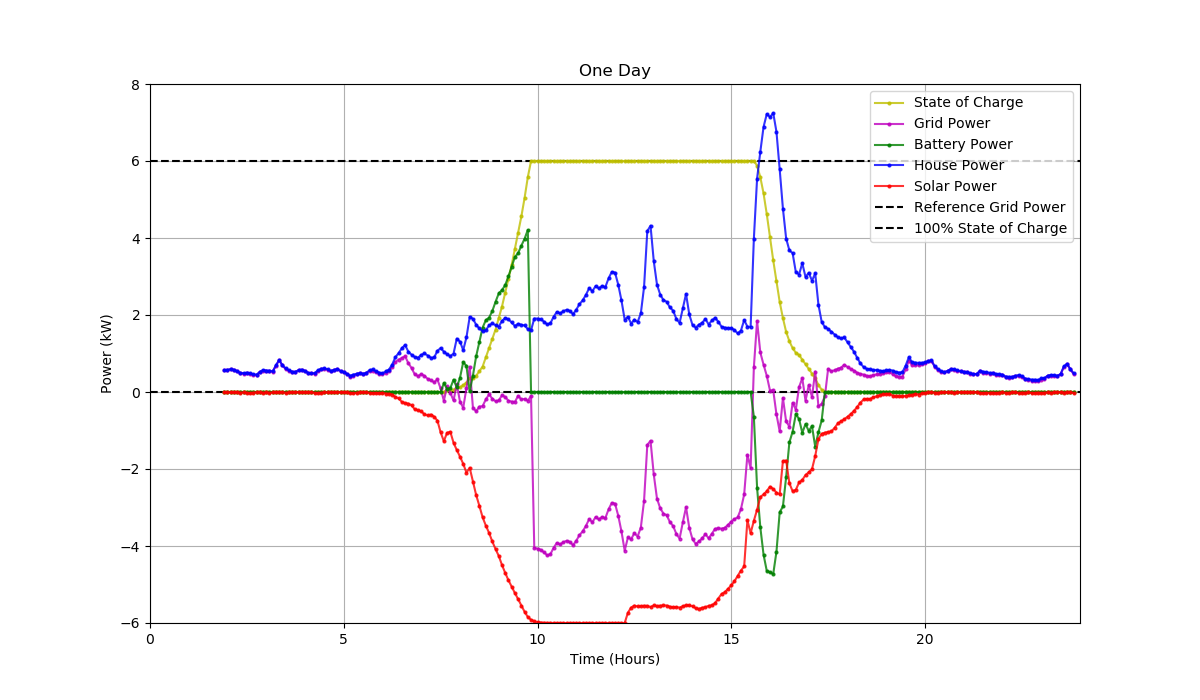 One Day
8
6
4
2
0
−2
−4
−6
Power (kW)
0 5 10 15 20
Time (Hours)
State of Charge
Grid Power
Battery Power
House Power
Solar Power
Reference Grid Power
100% State of Charge